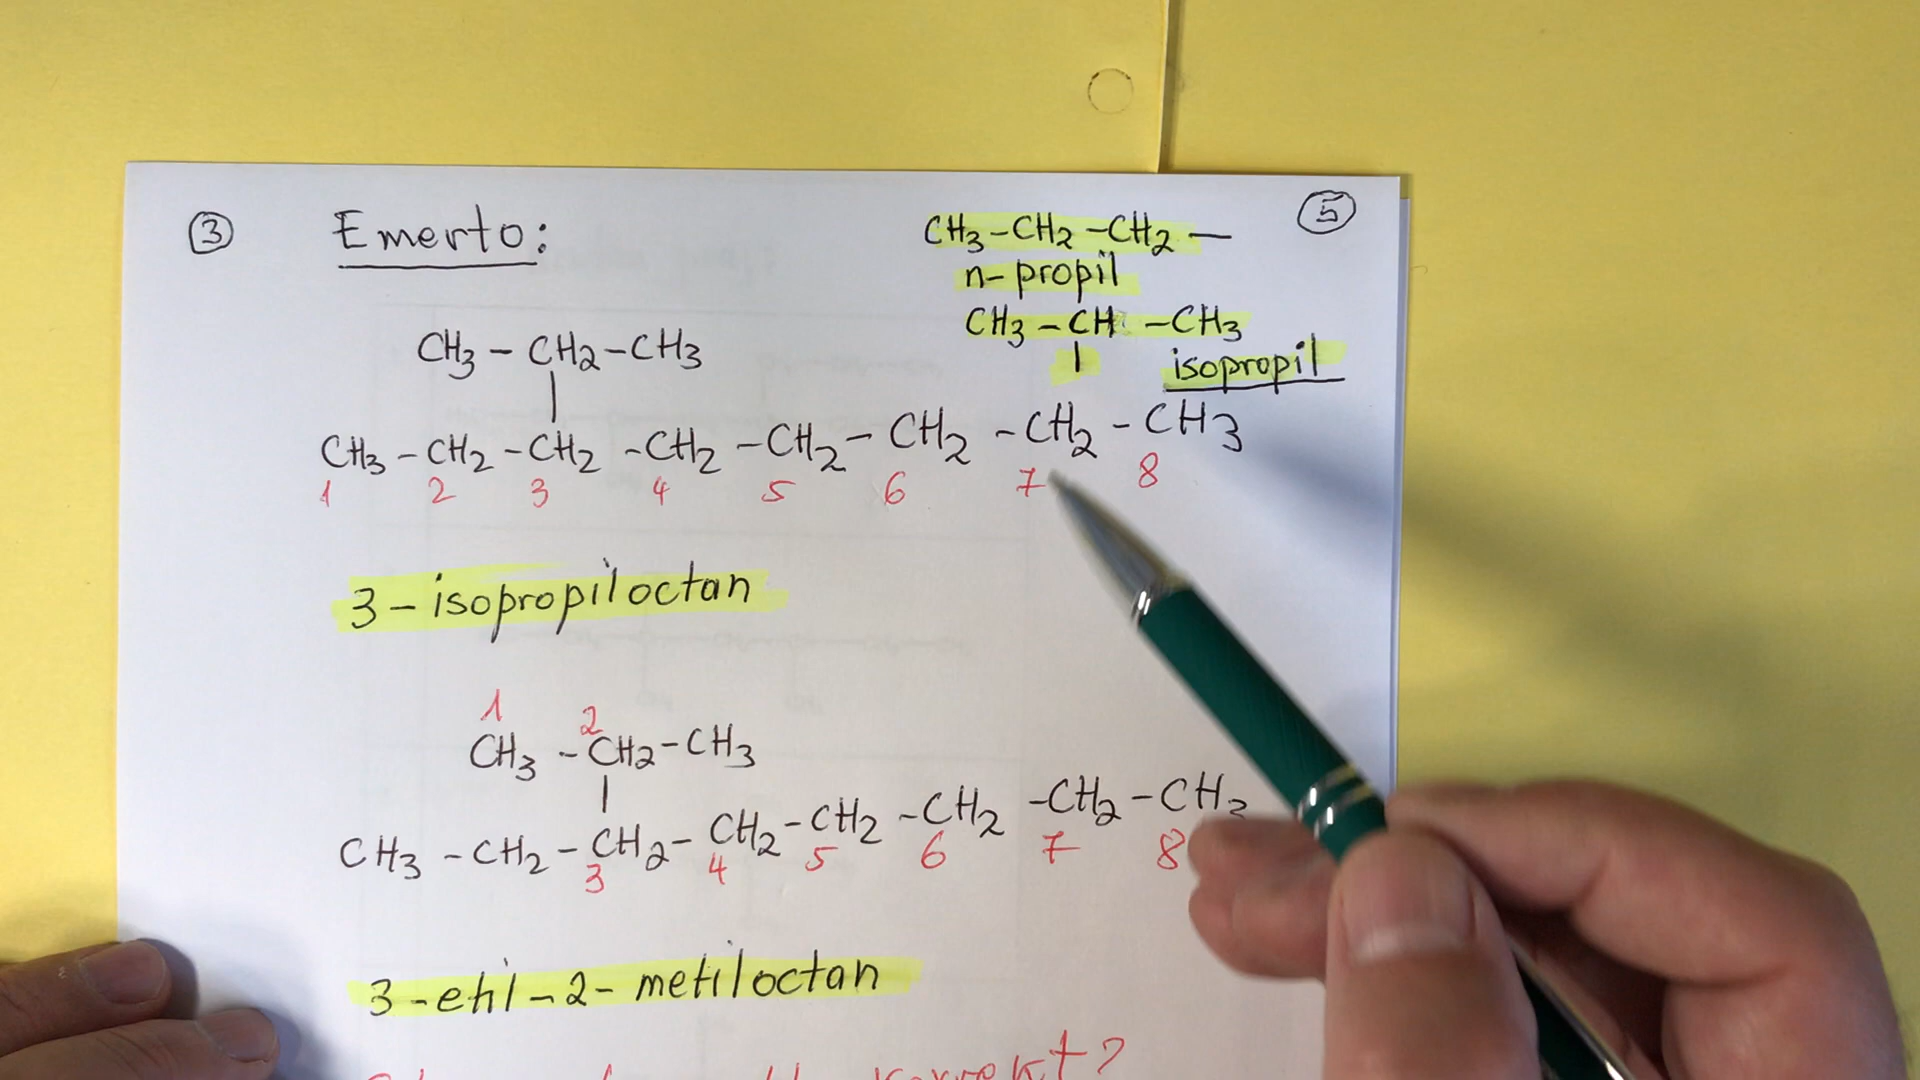 ③ Emerto: ⑤
CH3-CH2-CH2-
n-propil
CH3-CH-CH3
|
isopropil
CH3-CH2-CH3
|
CH3-CH2-CH2-CH2-CH2-CH2-CH2-CH3
1 2 3 4 5 6 7 8
3-isopropiloctan
1 2
CH3-CH2-CH3
|
CH3-CH2-CH2-CH2-CH2-CH2-CH2-CH3
3 4 5 6 7 8
3-etil-2-metiloctan
korrekt?